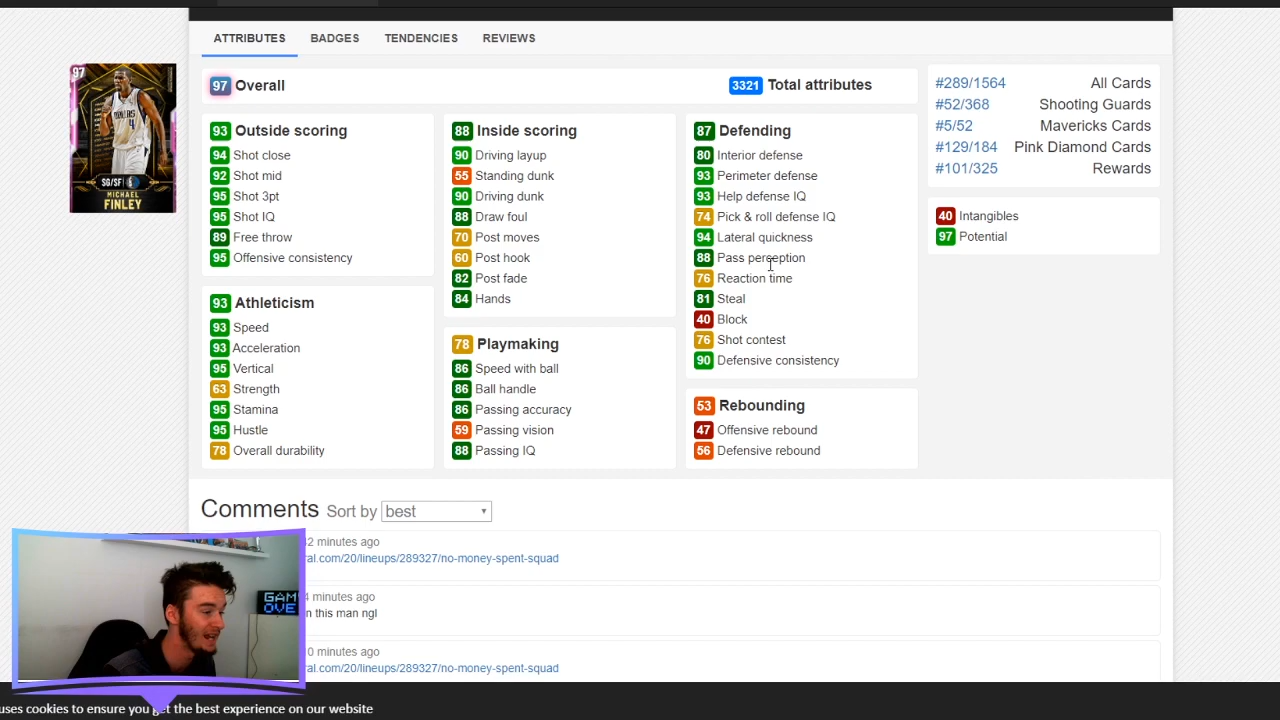 ATTRIBUTES BADGES TENDENCIES REVIEWS
97
DALLAS
4
SG/SF
MICHAEL
FINLEY
97 Overall
3321 Total attributes
93 Outside scoring
94 Shot close
92 Shot mid
95 Shot 3pt
95 Shot IQ
89 Free throw
95 Offensive consistency
93 Athleticism
93 Speed
93 Acceleration
95 Vertical
63 Strength
95 Stamina
95 Hustle
78 Overall durability
88 Inside scoring
90 Driving layup
55 Standing dunk
90 Driving dunk
88 Draw foul
70 Post moves
60 Post hook
82 Post fade
84 Hands
78 Playmaking
86 Speed with ball
86 Ball handle
86 Passing accuracy
59 Passing vision
88 Passing IQ
87 Defending
80 Interior defense
93 Perimeter defense
93 Help defense IQ
74 Pick & roll defense IQ
94 Lateral quickness
88 Pass perception
76 Reaction time
81 Steal
40 Block
76 Shot contest
90 Defensive consistency
53 Rebounding
47 Offensive rebound
56 Defensive rebound
#289/1564 All Cards
#52/368 Shooting Guards
#5/52 Mavericks Cards
#129/184 Pink Diamond Cards
#101/325 Rewards
40 Intangibles
97 Potential
Comments Sort by best
2 minutes ago
ral.com/20/lineups/289327/no-money-spent-squad
4 minutes ago
n this man ngl
0 minutes ago
ral.com/20/lineups/289327/no-money-spent-squad
GAM
OVE
uses cookies to ensure you get the best experience on our website